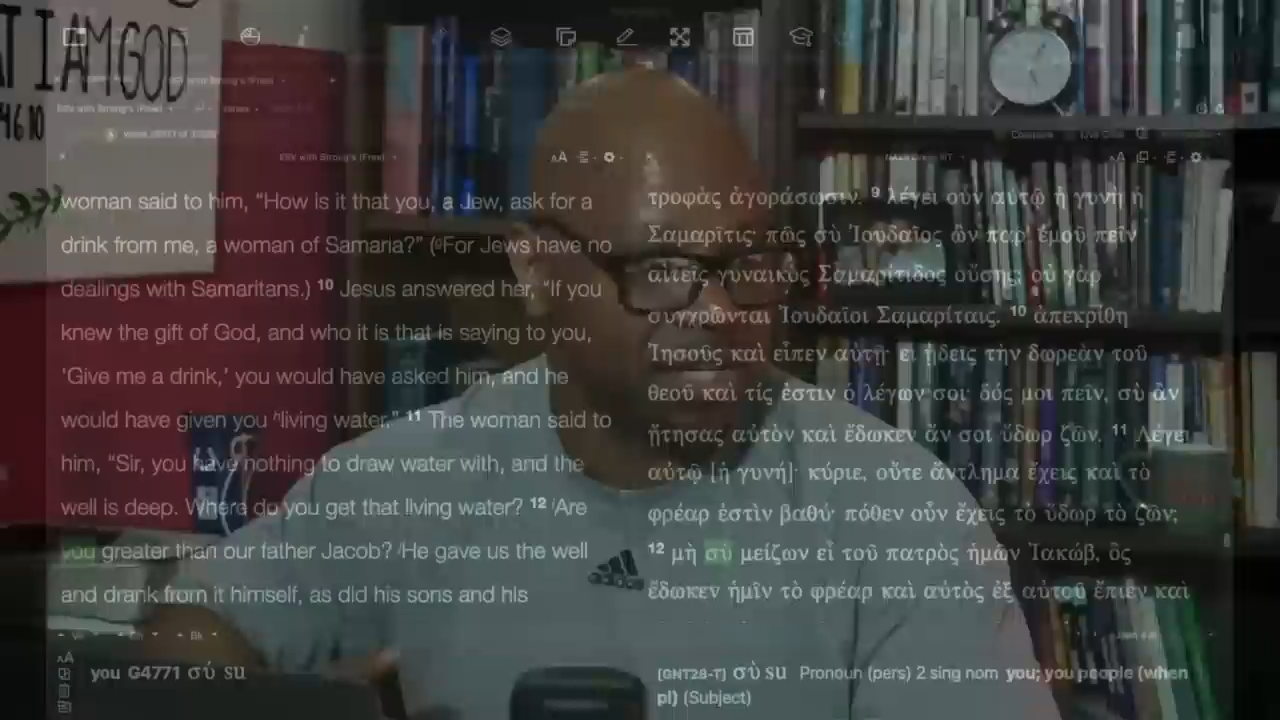 T I AM GOD
46 10
ESV with Strong's (Free)
woman said to him, “How is it that you, a Jew, ask for a
drink from me, a woman of Samaria?” (gFor Jews have no
dealings with Samaritans.) 10 Jesus answered her, “If you
knew the gift of God, and who it is that is saying to you,
‘Give me a drink,’ you would have asked him, and he
would have given you hliving water.” 11 The woman said to
him, “Sir, you have nothing to draw water with, and the
well is deep. Where do you get that living water? 12 iAre
you greater than our father Jacob? jHe gave us the well
and drank from it himself, as did his sons and his
τροφὰς ἀγοράσωσιν. 9 λέγει οὖν αὐτῷ ἡ γυνὴ ἡ
Σαμαρῖτις· πῶς σὺ Ἰουδαῖος ὢν παρ’ ἐμοῦ πεῖν
αἰτεῖς γυναικὸς Σαμαρίτιδος οὔσης; οὐ γὰρ
συγχρῶνται Ἰουδαῖοι Σαμαρίταις. 10 ἀπεκρίθη
Ἰησοῦς καὶ εἶπεν αὐτῇ· εἰ ᾔδεις τὴν δωρεὰν τοῦ
θεοῦ καὶ τίς ἐστιν ὁ λέγων σοι· δός μοι πεῖν, σὺ ἂν
ᾔτησας αὐτὸν καὶ ἔδωκεν ἄν σοι ὕδωρ ζῶν. 11 Λέγει
αὐτῷ [ἡ γυνή]· κύριε, οὔτε ἄντλημα ἔχεις καὶ τὸ
φρέαρ ἐστὶν βαθύ· πόθεν οὖν ἔχεις τὸ ὕδωρ τὸ ζῶν;
12 μὴ σὺ μείζων εἶ τοῦ πατρὸς ἡμῶν Ἰακώβ, ὃς
ἔδωκεν ἡμῖν τὸ φρέαρ καὶ αὐτὸς ἐξ αὐτοῦ ἔπιεν καὶ
adidas
you G4771 σύ su
[GNT28-T] σὺ su Pronoun (pers) 2 sing nom you; you people (when
pl) (Subject)